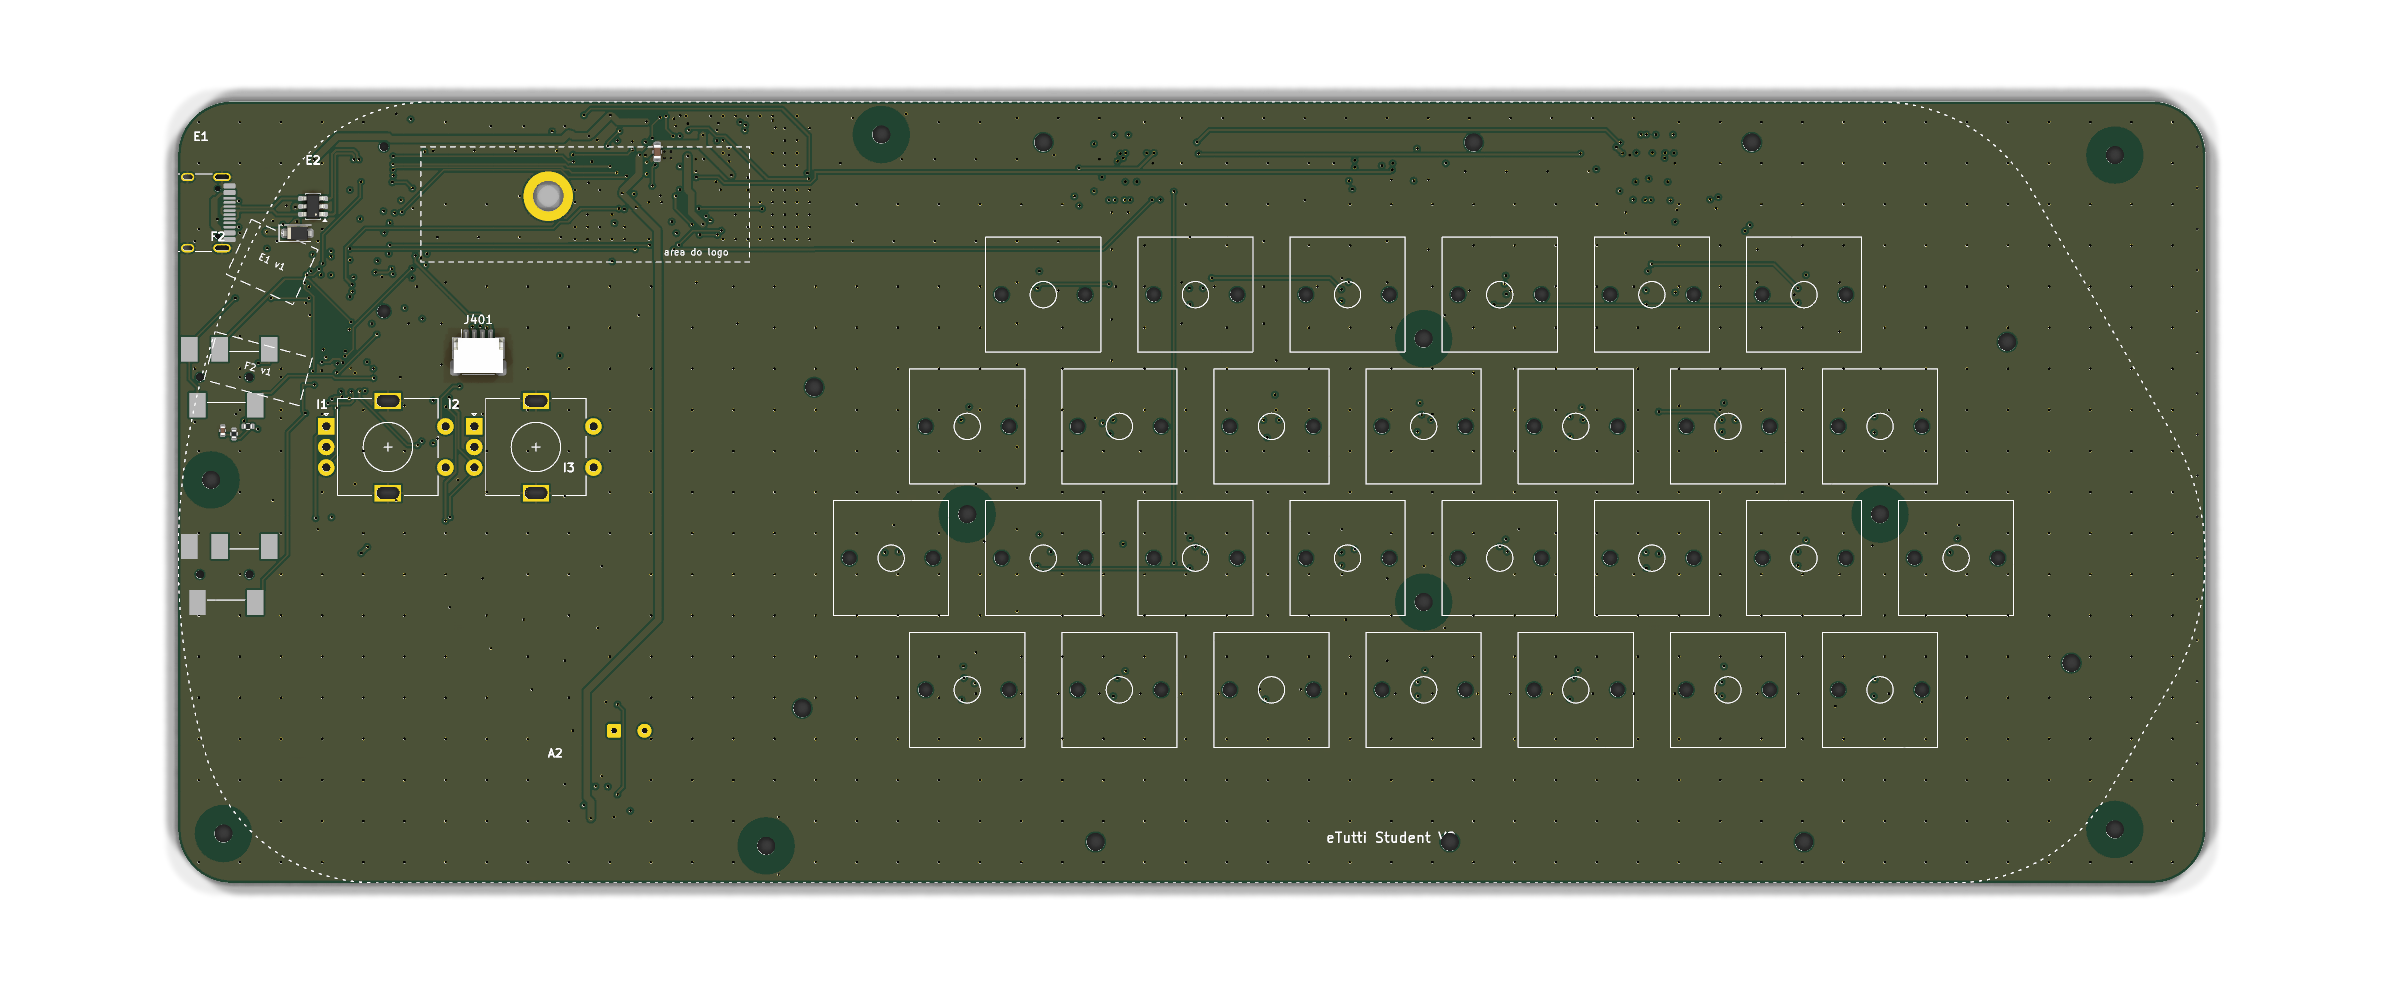 E1
E2
F2
E1 v1
area do logo
J401
F2 v1
I1
I2
I3
A2
eTutti Student